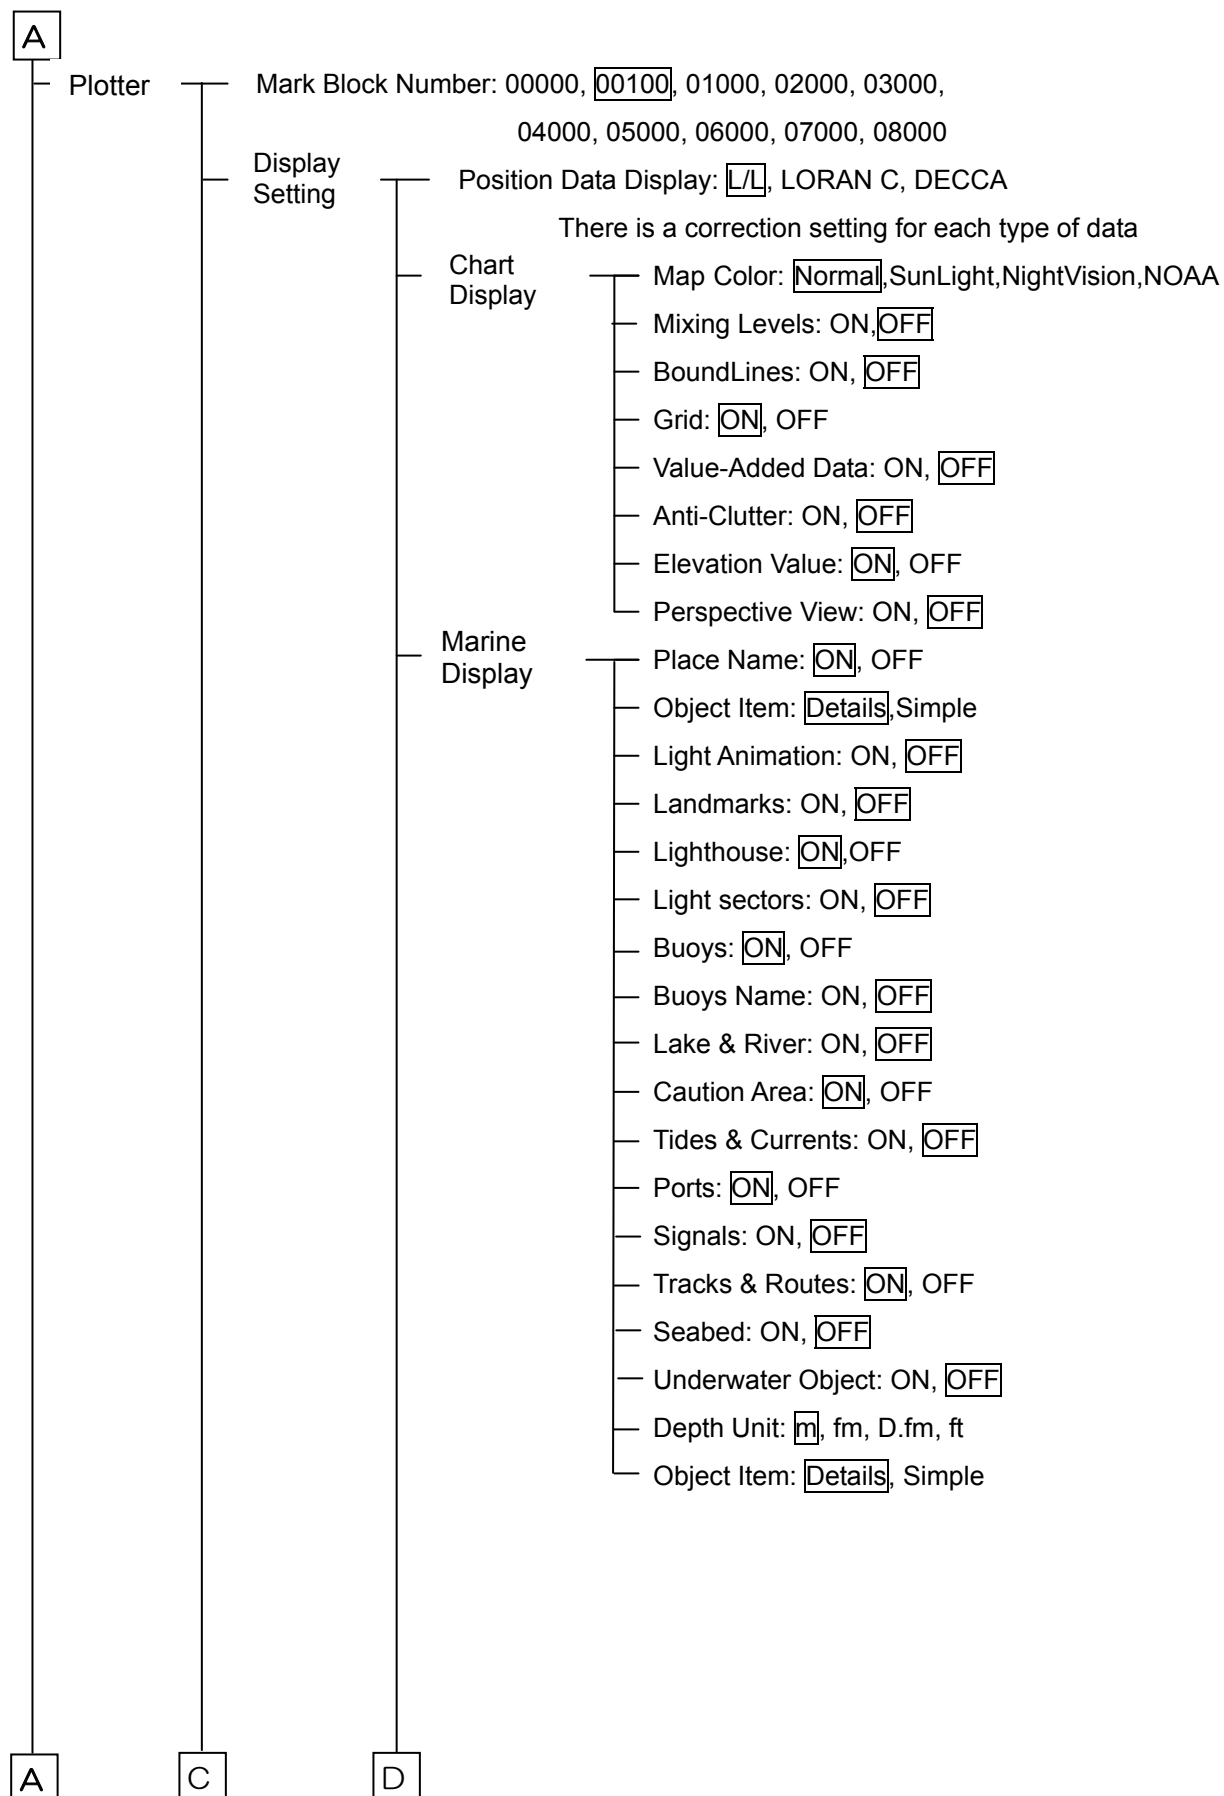 A
Plotter
Mark Block Number: 00000, 00100, 01000, 02000, 03000,
04000, 05000, 06000, 07000, 08000
Display
Setting
Position Data Display: L/L, LORAN C, DECCA
There is a correction setting for each type of data
Chart
Display
Map Color: Normal,SunLight,NightVision,NOAA
Mixing Levels: ON,OFF
BoundLines: ON, OFF
Grid: ON, OFF
Value-Added Data: ON, OFF
Anti-Clutter: ON, OFF
Elevation Value: ON, OFF
Perspective View: ON, OFF
Marine
Display
Place Name: ON, OFF
Object Item: Details,Simple
Light Animation: ON, OFF
Landmarks: ON, OFF
Lighthouse: ON,OFF
Light sectors: ON, OFF
Buoys: ON, OFF
Buoys Name: ON, OFF
Lake & River: ON, OFF
Caution Area: ON, OFF
Tides & Currents: ON, OFF
Ports: ON, OFF
Signals: ON, OFF
Tracks & Routes: ON, OFF
Seabed: ON, OFF
Underwater Object: ON, OFF
Depth Unit: m, fm, D.fm, ft
Object Item: Details, Simple
A
C
D